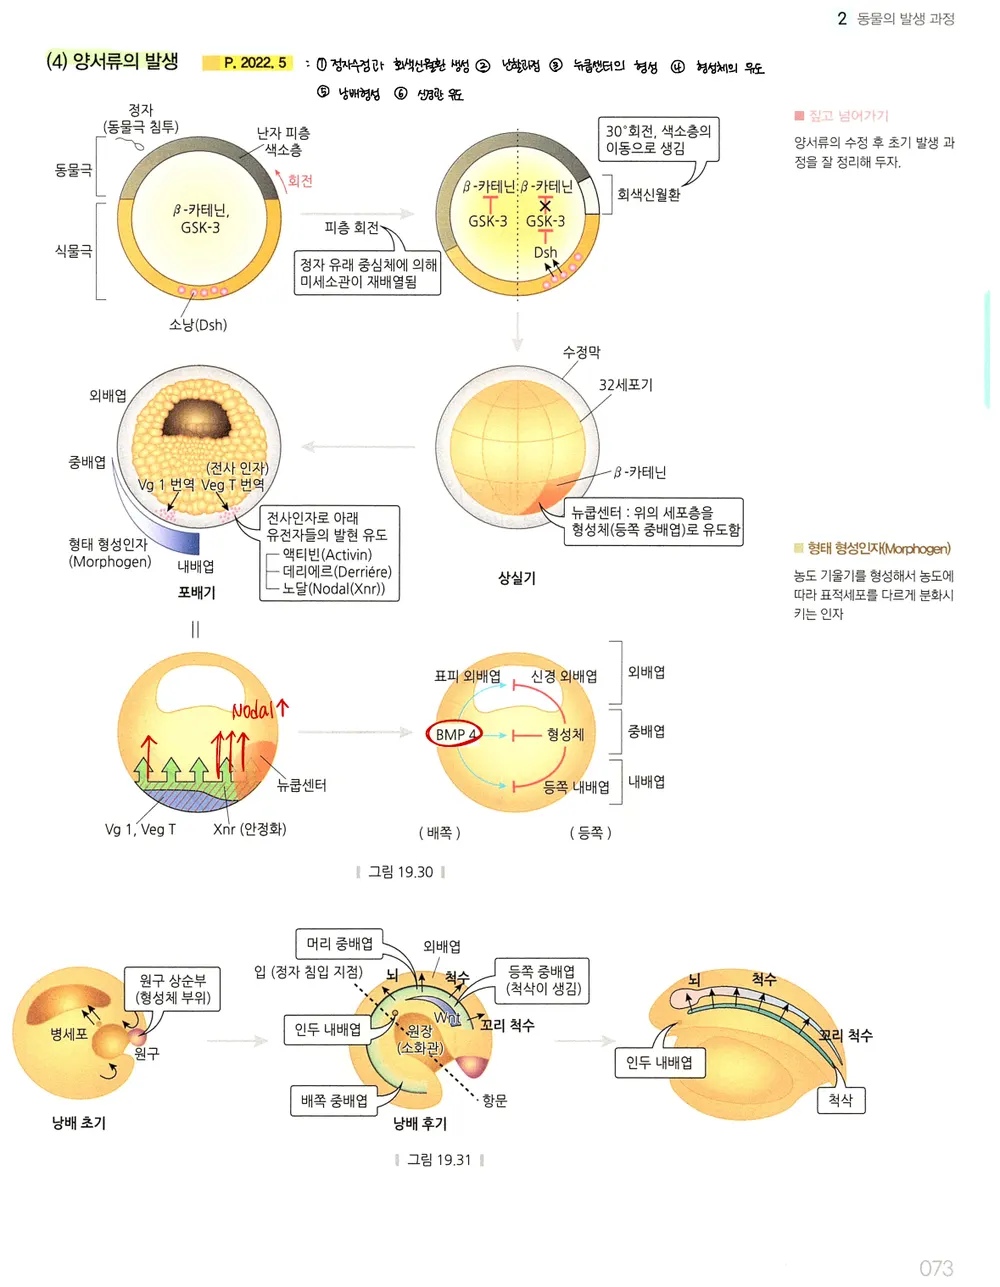 2 동물의 발생 과정
(4) 양서류의 발생
P. 2022. 5
: ① 정자수정과 회색신월환 생성 ② 난할과정 ③ 뉴쿱센터의 형성 ④ 형성체의 유도
⑤ 낭배형성 ⑥ 신경관 유도
■ 짚고 넘어가기
양서류의 수정 후 초기 발생 과
정을 잘 정리해 두자.
정자
(동물극 침투)
난자 피층
색소층
동물극
회전
식물극
β-카테닌,
GSK-3
소낭(Dsh)
피층 회전
정자 유래 중심체에 의해
미세소관이 재배열됨
30°회전, 색소층의
이동으로 생김
β-카테닌
β-카테닌
GSK-3
GSK-3
Dsh
회색신월환
수정막
32세포기
β-카테닌
뉴쿱센터 : 위의 세포층을
형성체(등쪽 중배엽)로 유도함
상실기
외배엽
중배엽
(전사 인자)
Vg 1 번역
Veg T 번역
형태 형성인자
(Morphogen)
내배엽
포배기
전사인자로 아래
유전자들의 발현 유도
액티빈(Activin)
데리에르(Derriére)
노달(Nodal(Xnr))
■ 형태 형성인자(Morphogen)
농도 기울기를 형성해서 농도에
따라 표적세포를 다르게 분화시
키는 인자
Nodal↑
뉴쿱센터
Vg 1, Veg T
Xnr (안정화)
표피 외배엽
신경 외배엽
외배엽
BMP 4
형성체
중배엽
등쪽 내배엽
내배엽
( 배쪽 )
( 등쪽 )
그림 19.30
원구 상순부
(형성체 부위)
병세포
원구
낭배 초기
머리 중배엽
외배엽
입 (정자 침입 지점)
뇌
척수
등쪽 중배엽
(척삭이 생김)
Wnt
꼬리 척수
인두 내배엽
원장
(소화관)
배쪽 중배엽
항문
낭배 후기
뇌
척수
꼬리 척수
인두 내배엽
척삭
그림 19.31
073